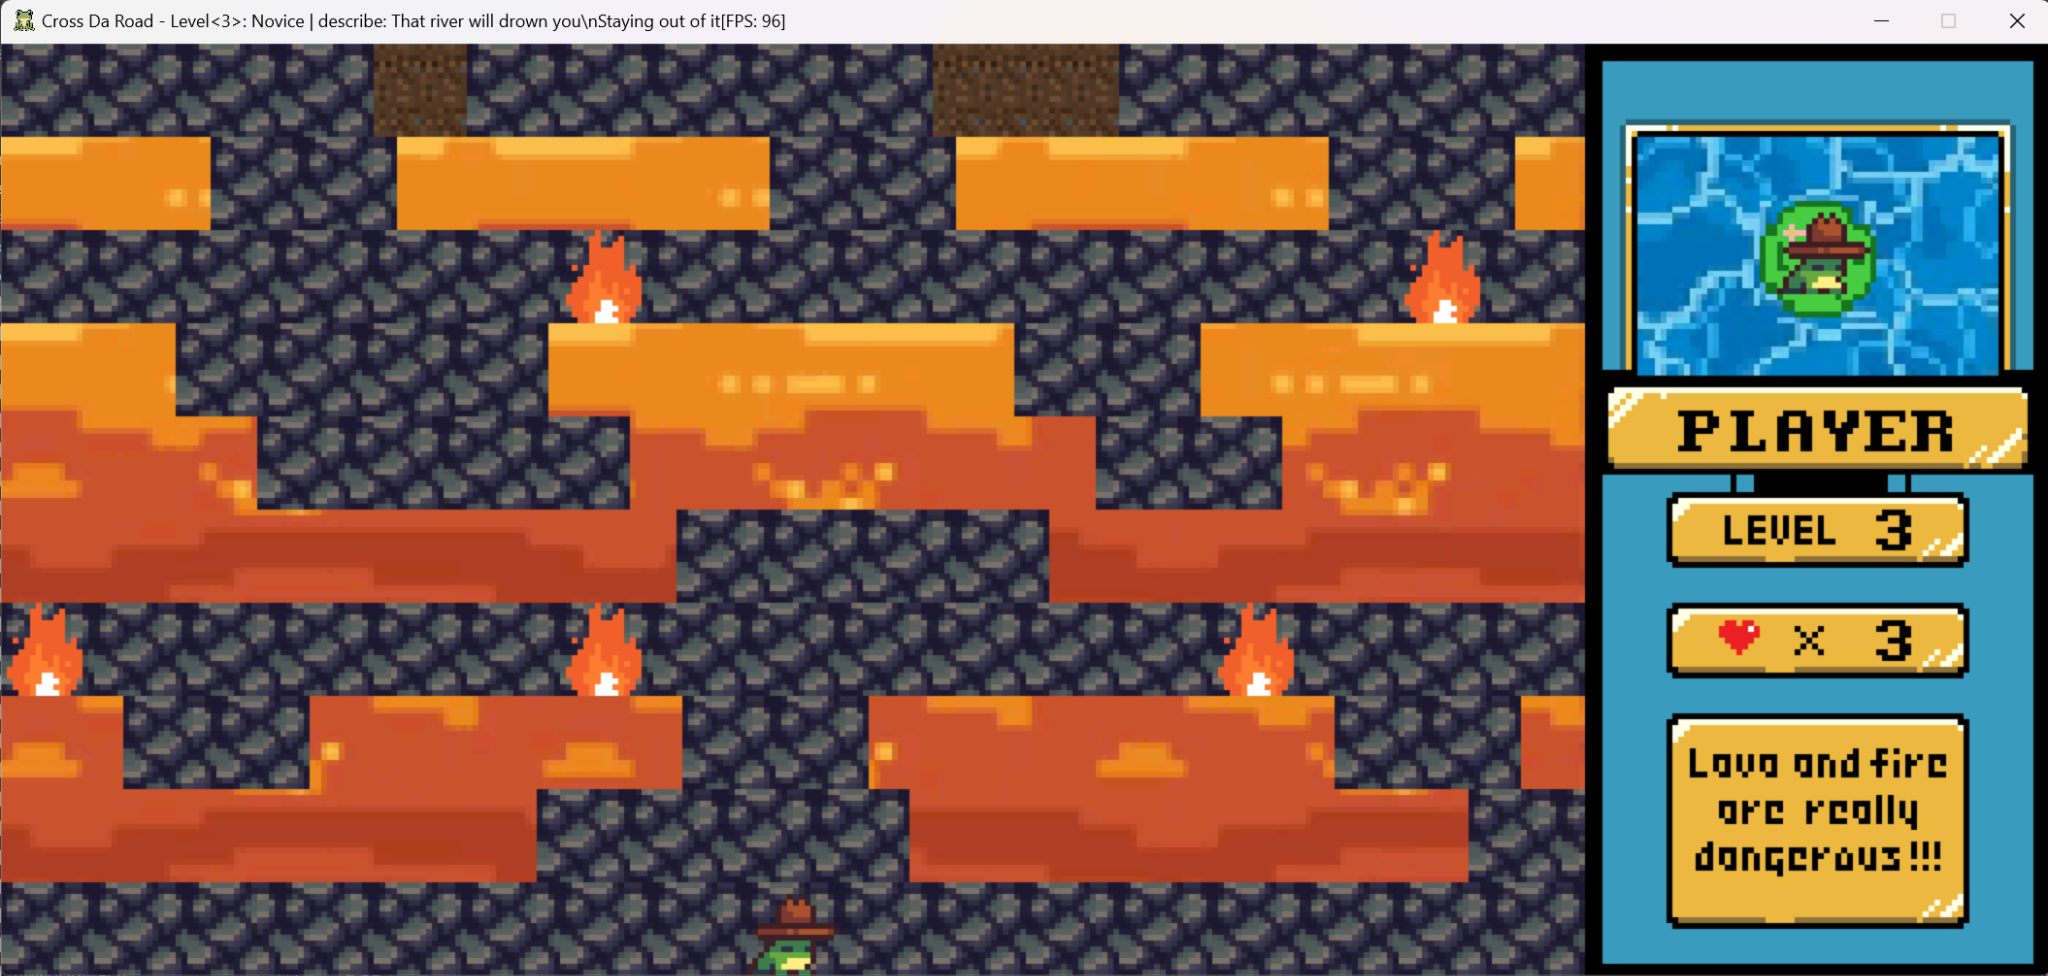 Cross Da Road - Level<3>: Novice | describe: That river will drown you\nStaying out of it[FPS: 96]
PLAYER
LEVEL 3
× 3
Lava and fire
are really
dangerous!!!